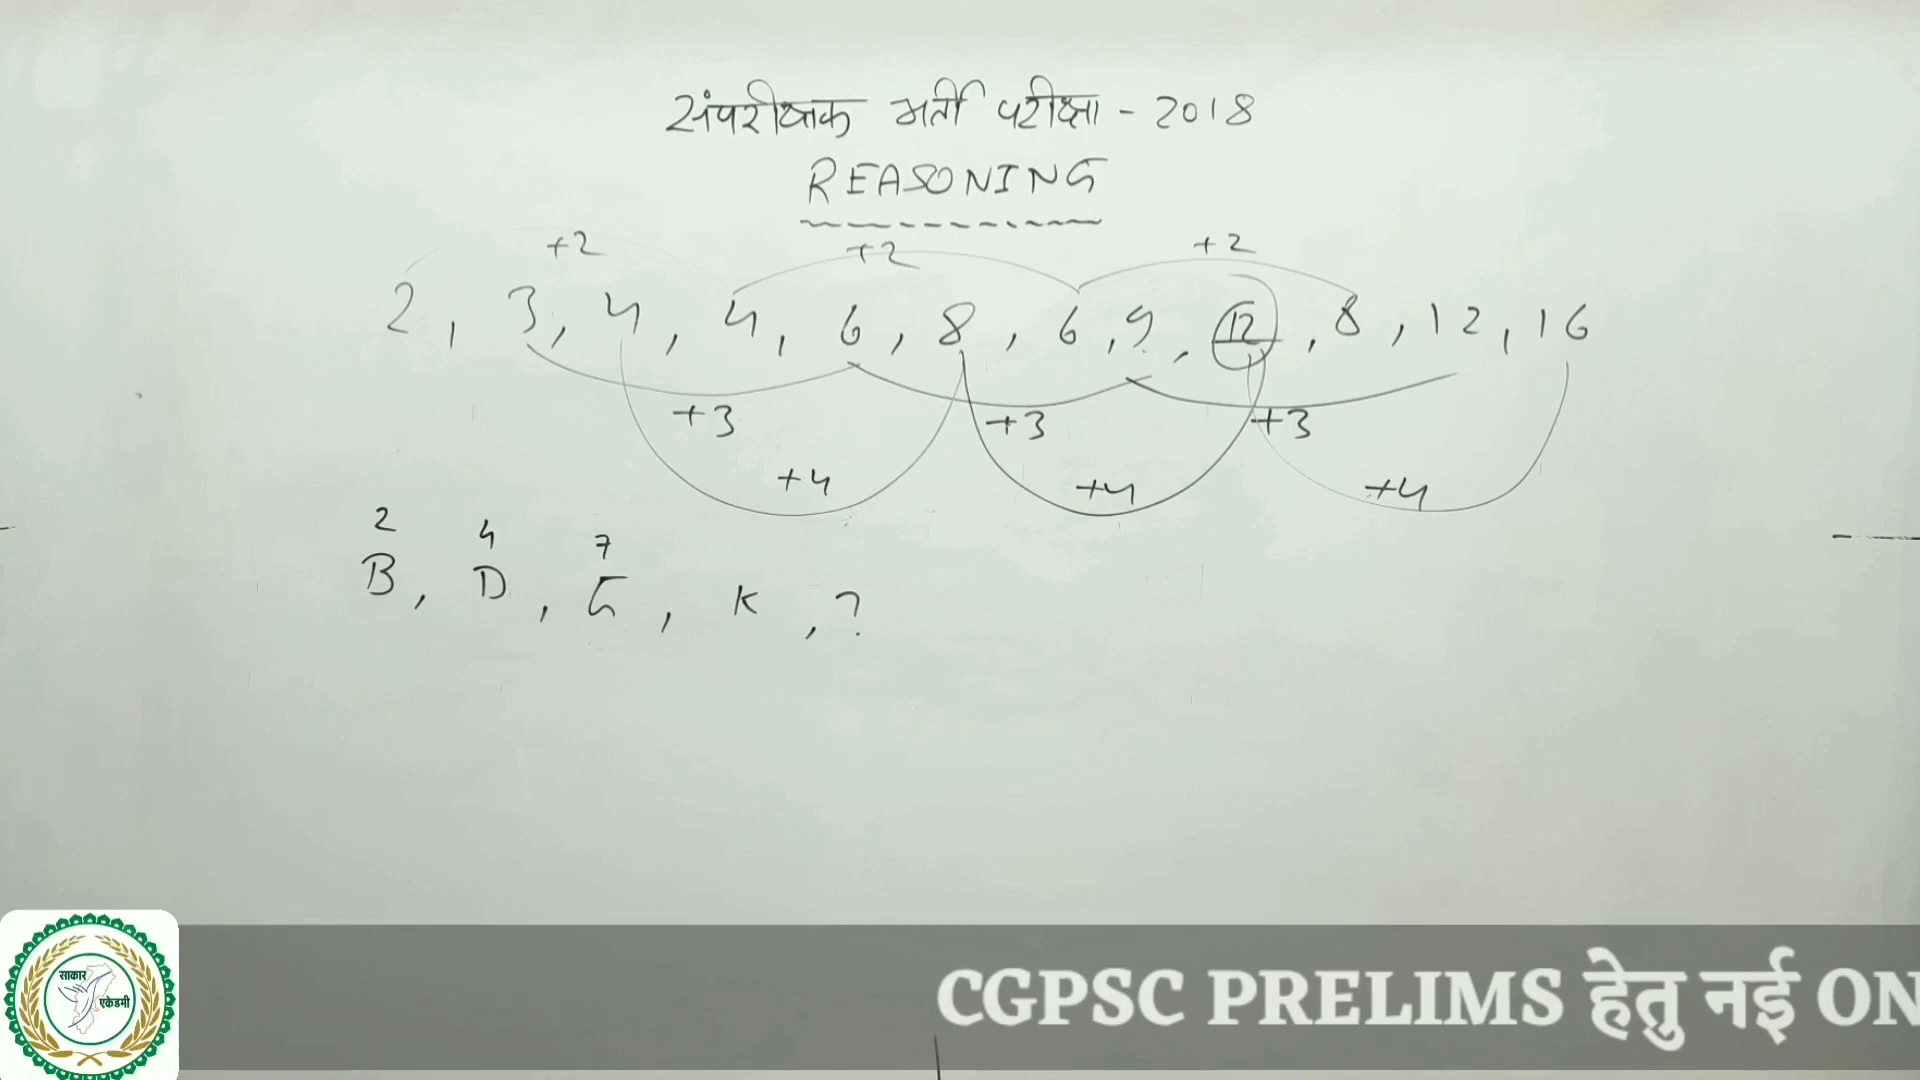 संपरीक्षक भर्ती परीक्षा - 2018
REASONING
+2 +2 +2
2, 3, 4, 4, 6, 8, 6, 9, 12, 8, 12, 16
+3 +3 +3
+4 +4 +4
2 4 7
B, D, G, K, ?
साकार
एकेडमी
CGPSC PRELIMS हेतु नई ON